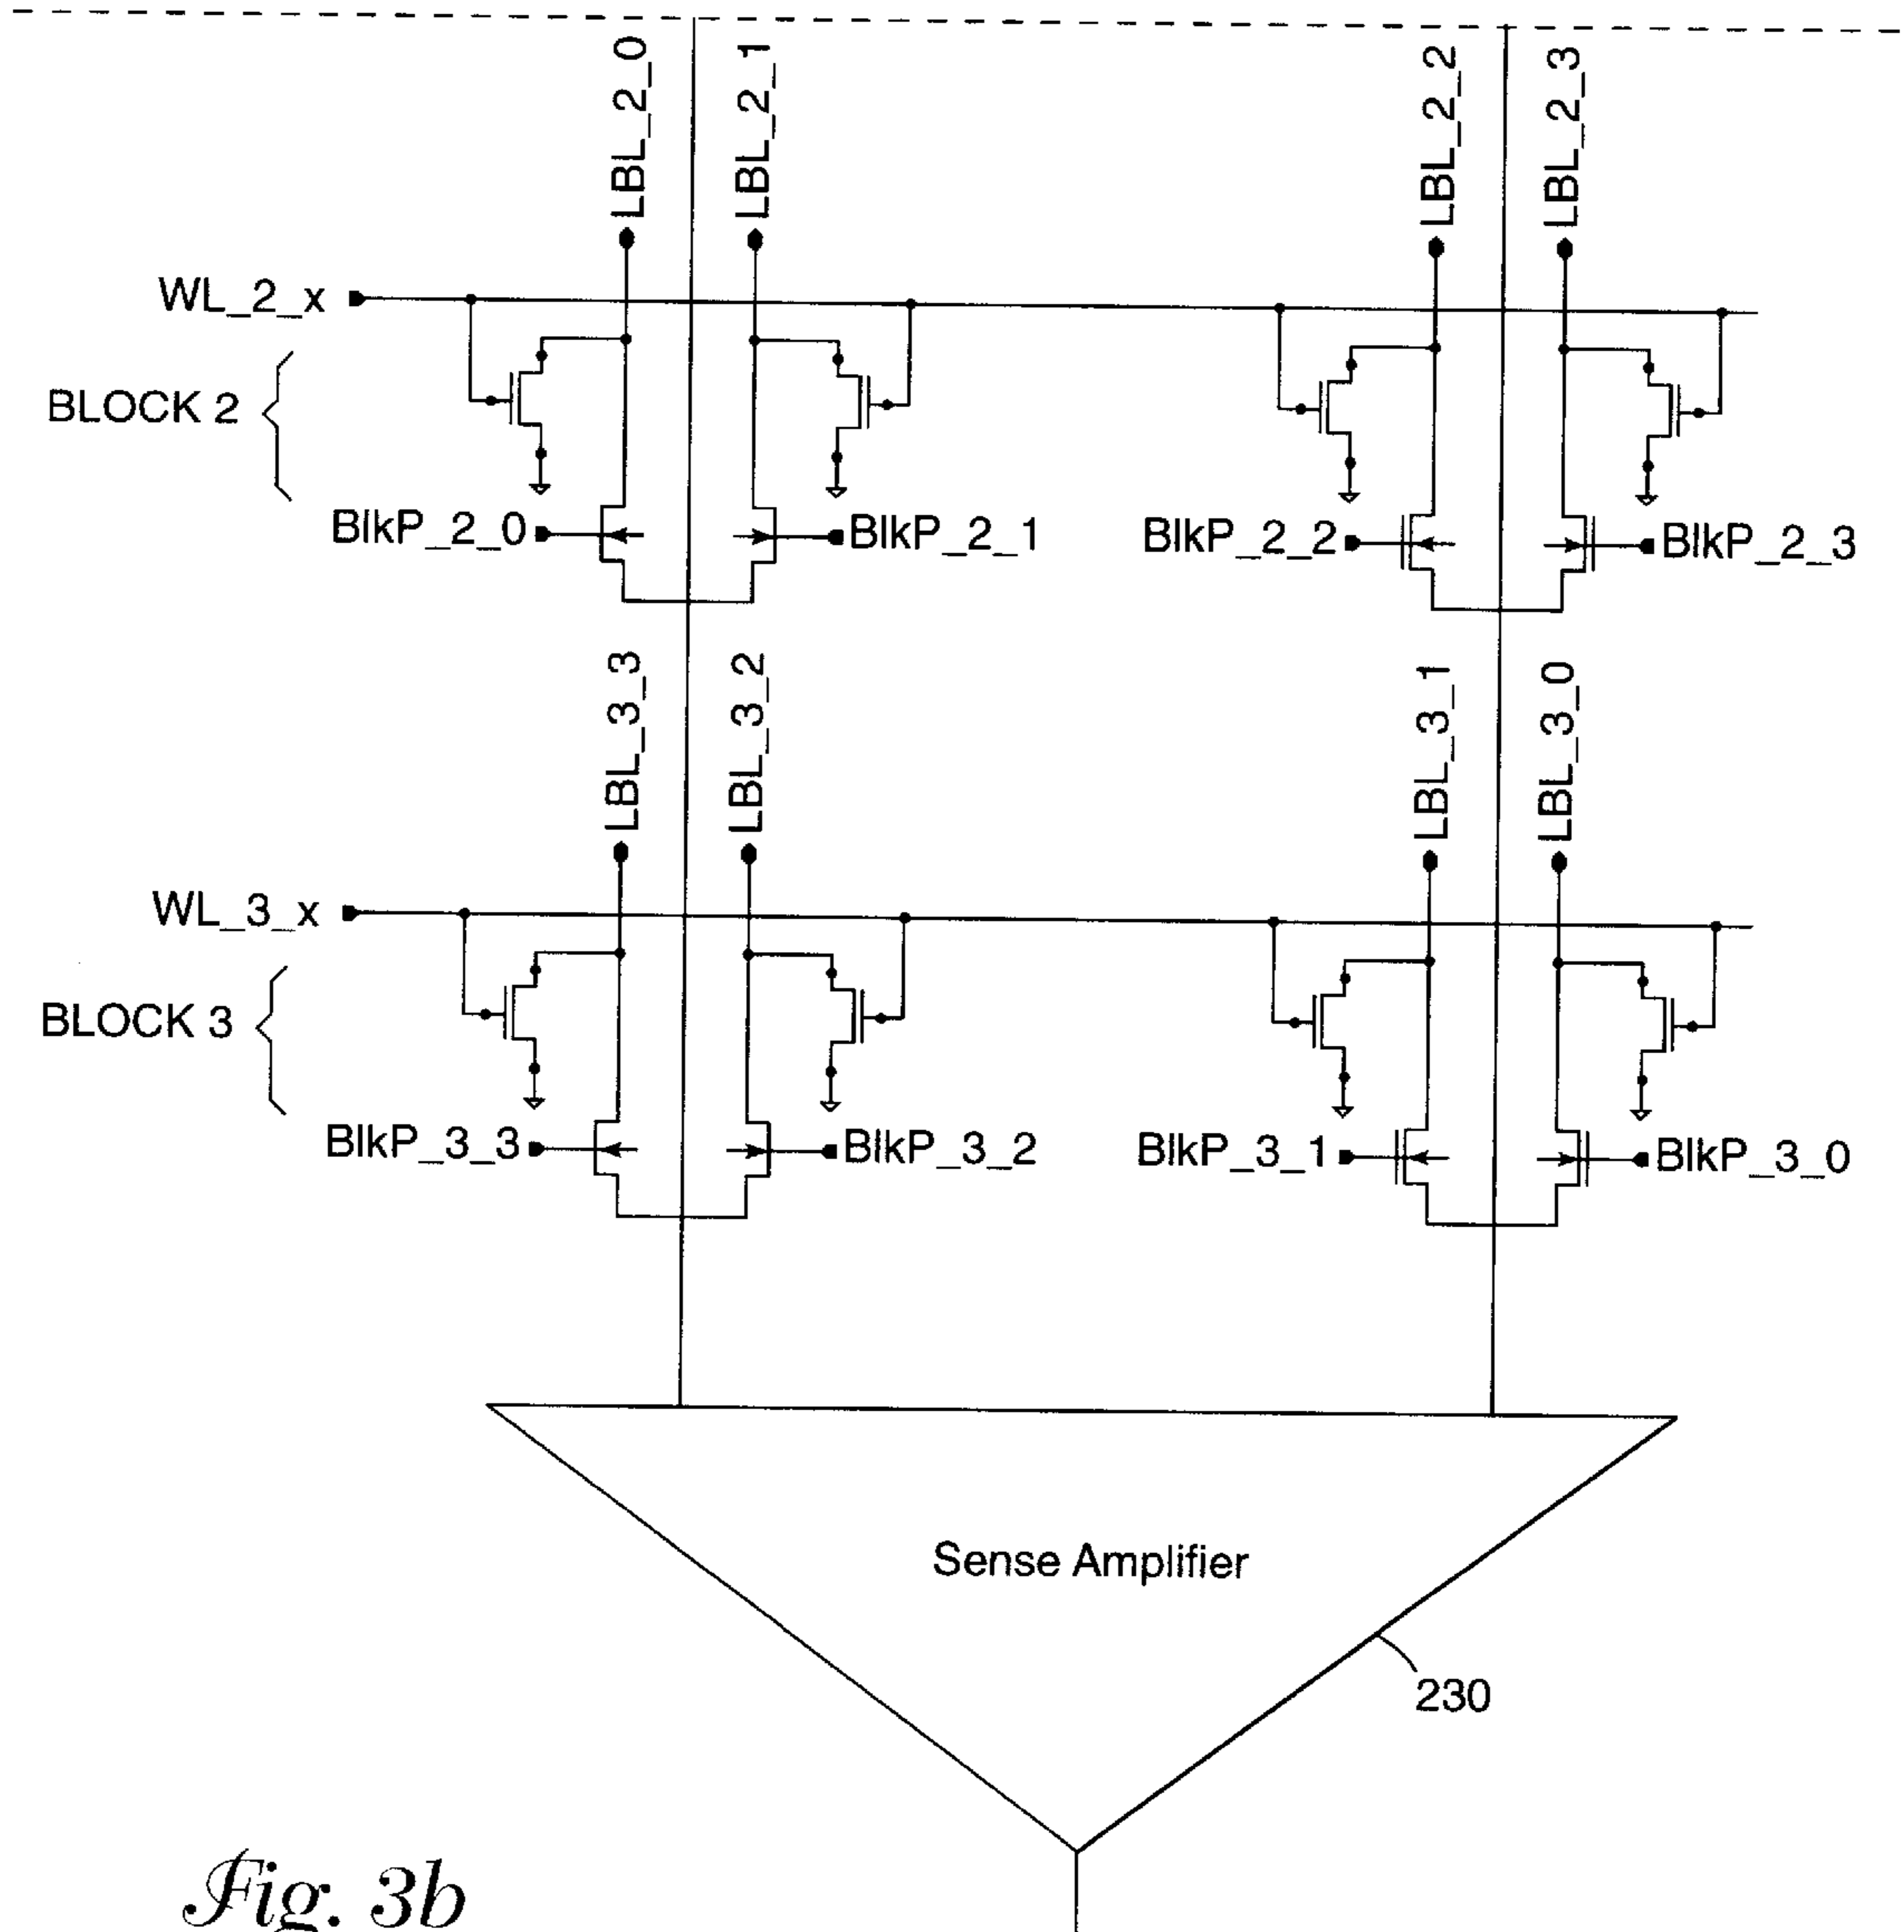 LBL_2_0
LBL_2_1
LBL_2_2
LBL_2_3
WL_2_x
BLOCK 2
BlkP_2_0
BlkP_2_1
BlkP_2_2
BlkP_2_3
LBL_3_3
LBL_3_2
LBL_3_1
LBL_3_0
WL_3_x
BLOCK 3
BlkP_3_3
BlkP_3_2
BlkP_3_1
BlkP_3_0
Sense Amplifier
230
Fig. 3b